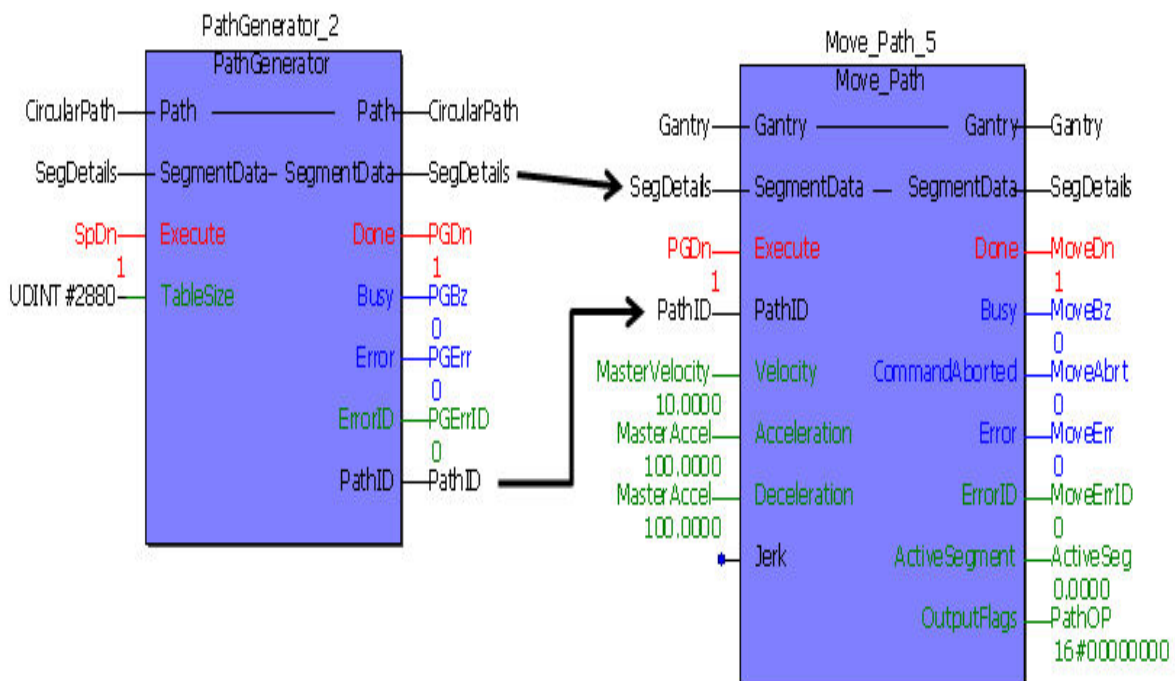 PathGenerator_2
PathGenerator
CircularPath Path Path CircularPath
SegDetails SegmentData SegmentData SegDetails
SpDn Execute Done PGDn
1 1
UDINT #2880 TableSize Busy PGBz
0
Error PGErr
0
ErrorID PGErrID
0
PathID PathID
Move_Path_5
Move_Path
Gantry Gantry Gantry Gantry
SegDetails SegmentData SegmentData SegDetails
PGDn Execute Done MoveDn
1 1
PathID PathID Busy MoveBz
0
MasterVelocity Velocity CommandAborted MoveAbrt
10.0000 0
MasterAccel Acceleration Error MoveErr
100.0000 0
MasterAccel Deceleration ErrorID MoveErrID
100.0000 0
Jerk ActiveSegment ActiveSeg
0.0000
OutputFlags PathOP
16#00000000